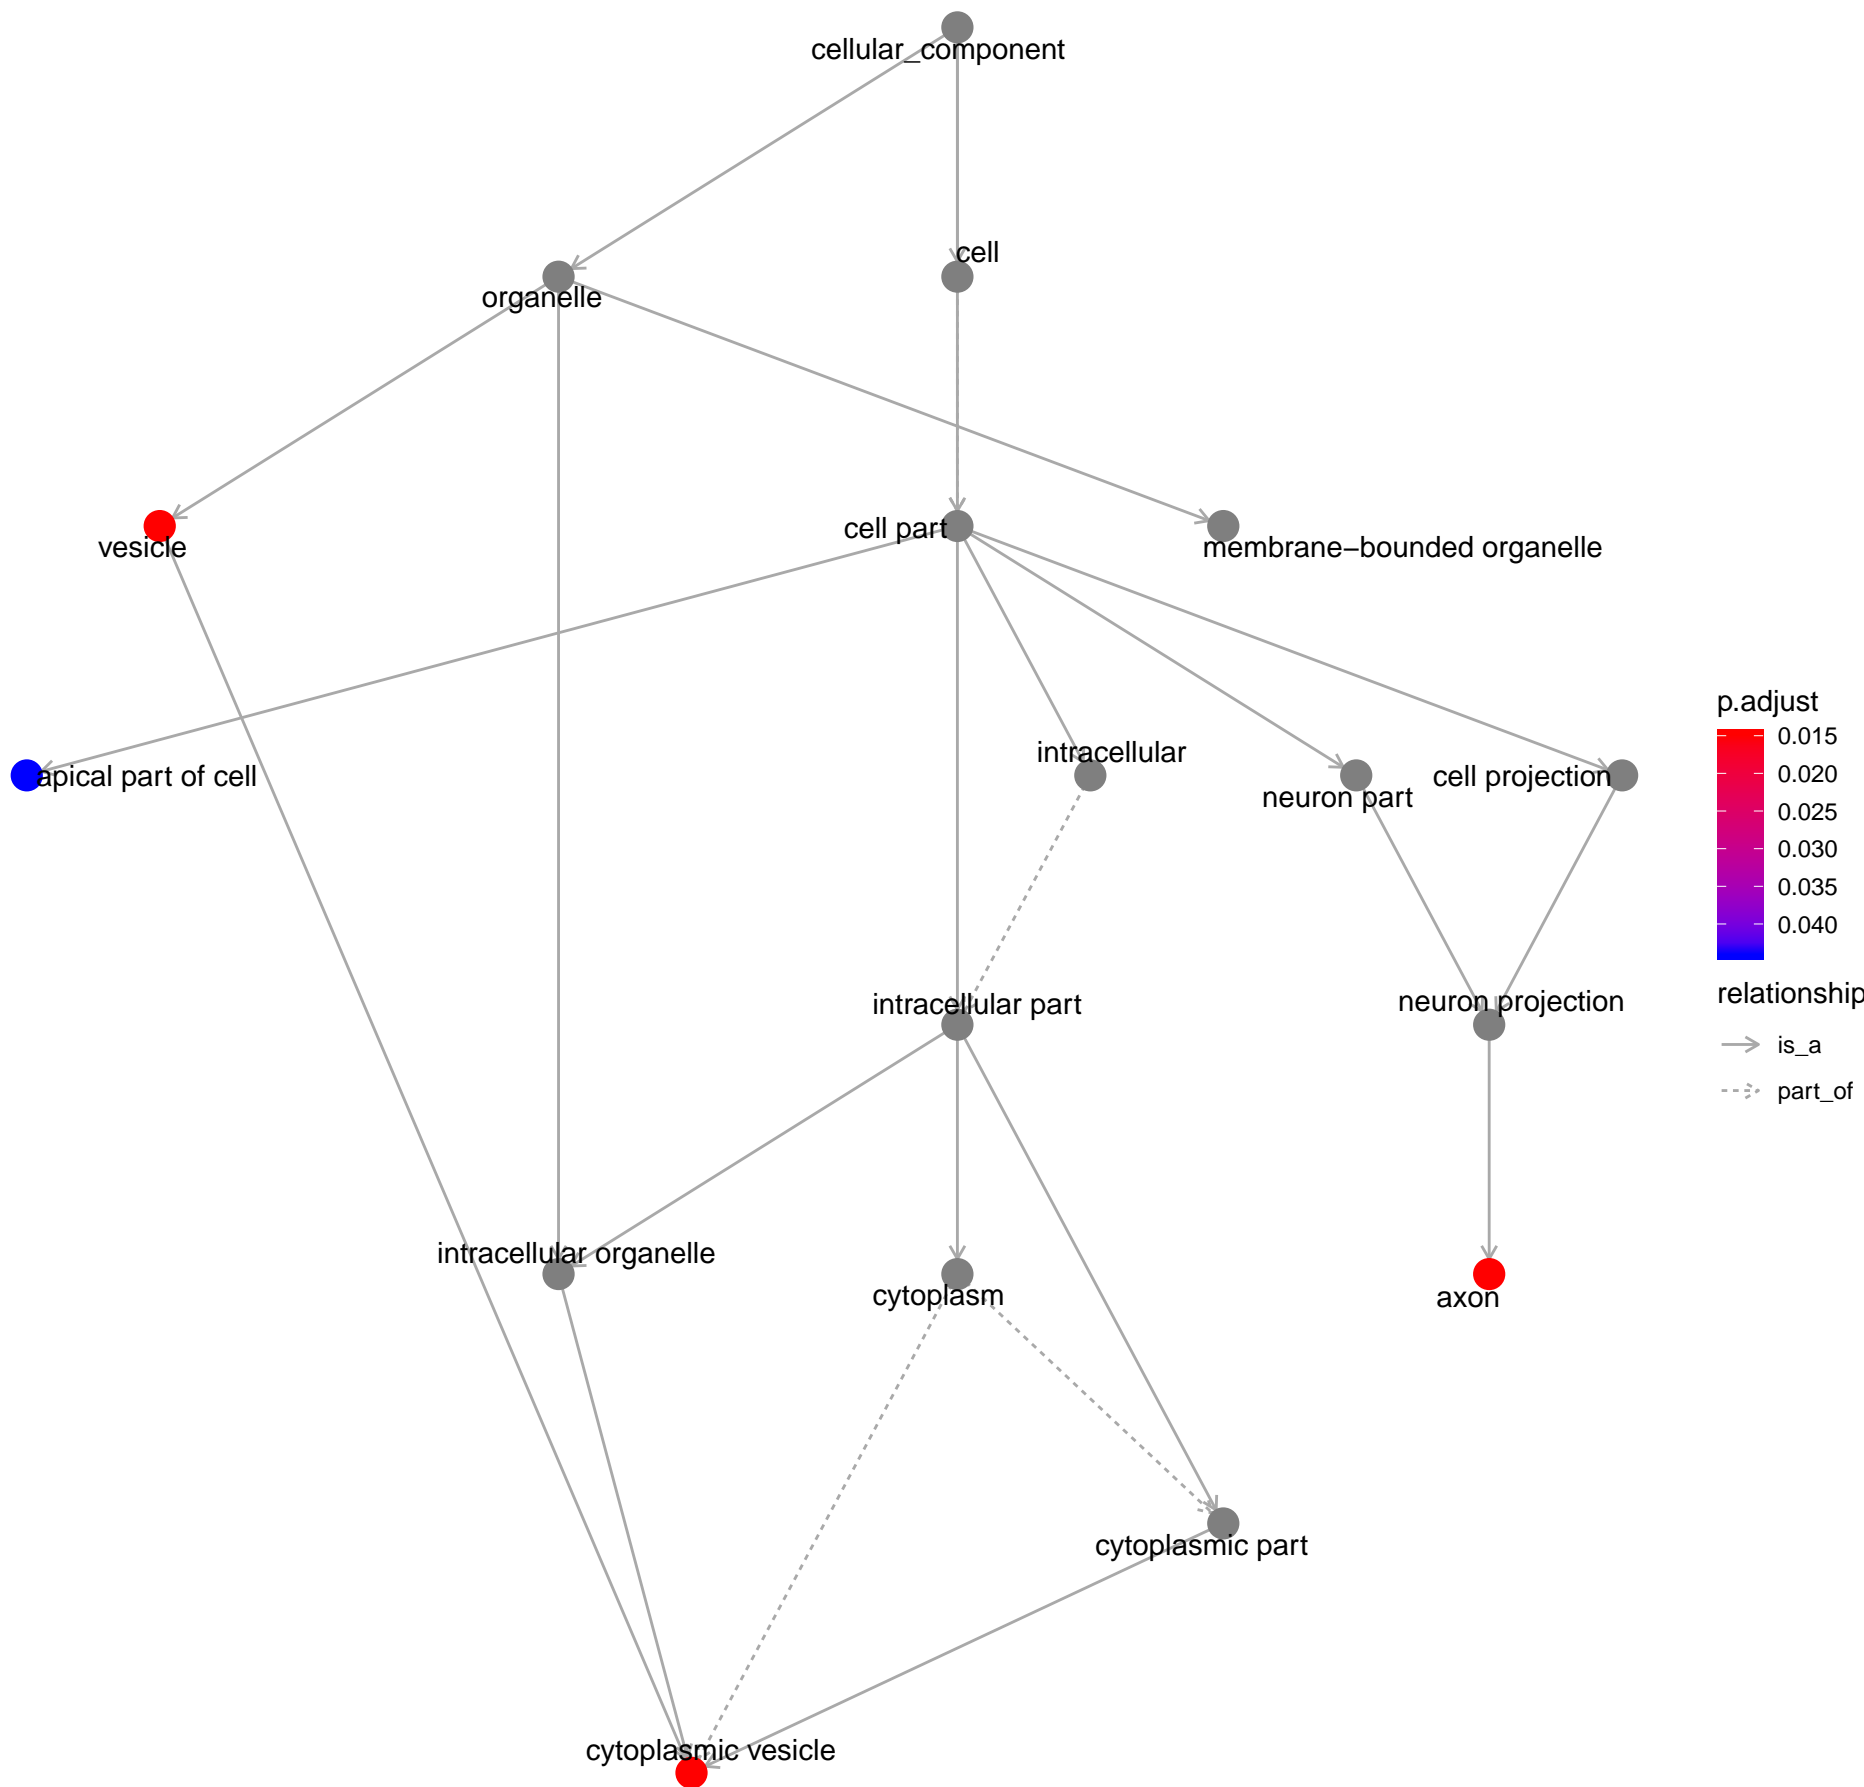 cellular_component
cell
organelle
cell part
vesicle
membrane−bounded organelle
p.adjust
0.015
0.020
0.025
0.030
0.035
0.040
intracellular
apical part of cell
neuron part
cell projection
relationship
is_a
part_of
intracellular part
neuron projection
intracellular organelle
cytoplasm
axon
cytoplasmic part
cytoplasmic vesicle